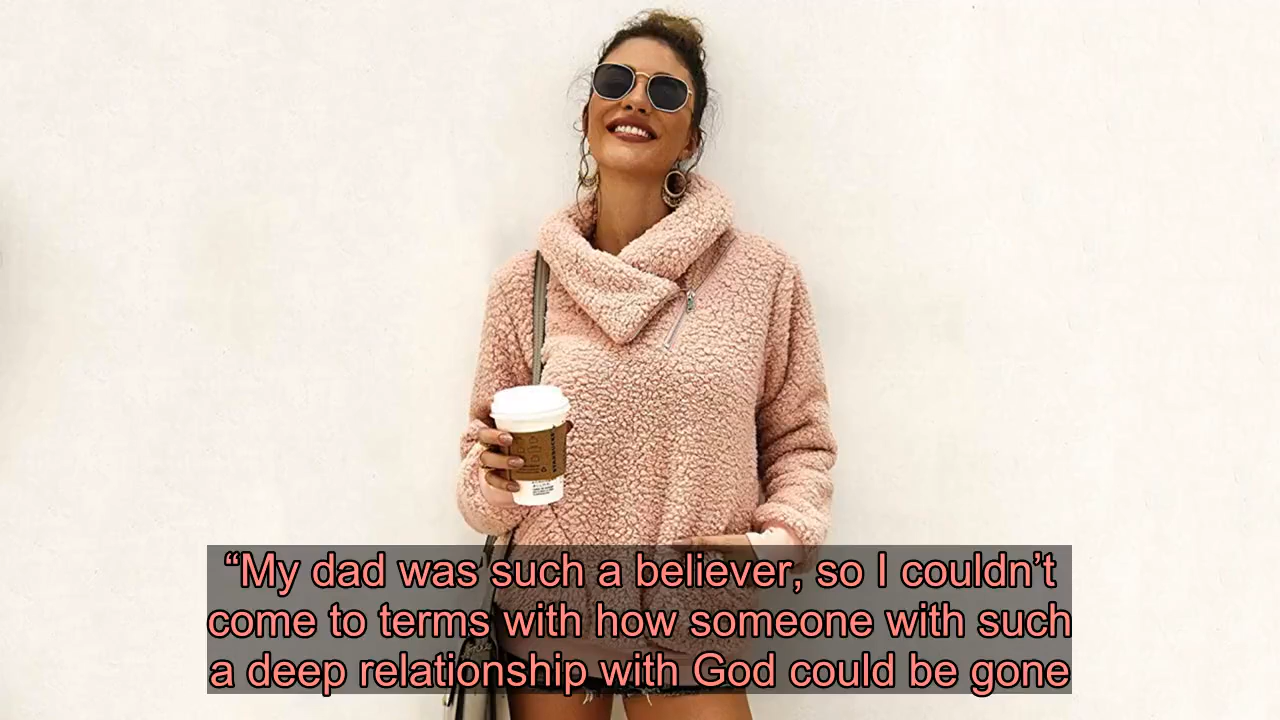 “My dad was such a believer, so I couldn’t
come to terms with how someone with such
a deep relationship with God could be gone